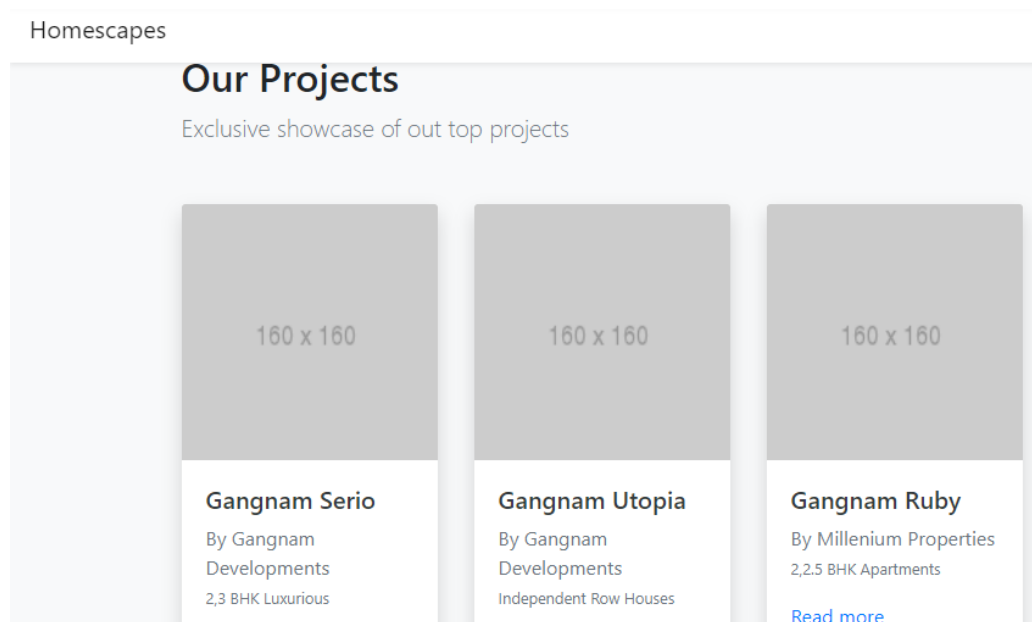 Homescapes
Our Projects
Exclusive showcase of out top projects
160 x 160
160 x 160
160 x 160
Gangnam Serio
By Gangnam
Developments
2,3 BHK Luxurious
Gangnam Utopia
By Gangnam
Developments
Independent Row Houses
Gangnam Ruby
By Millenium Properties
2,2.5 BHK Apartments
Read more